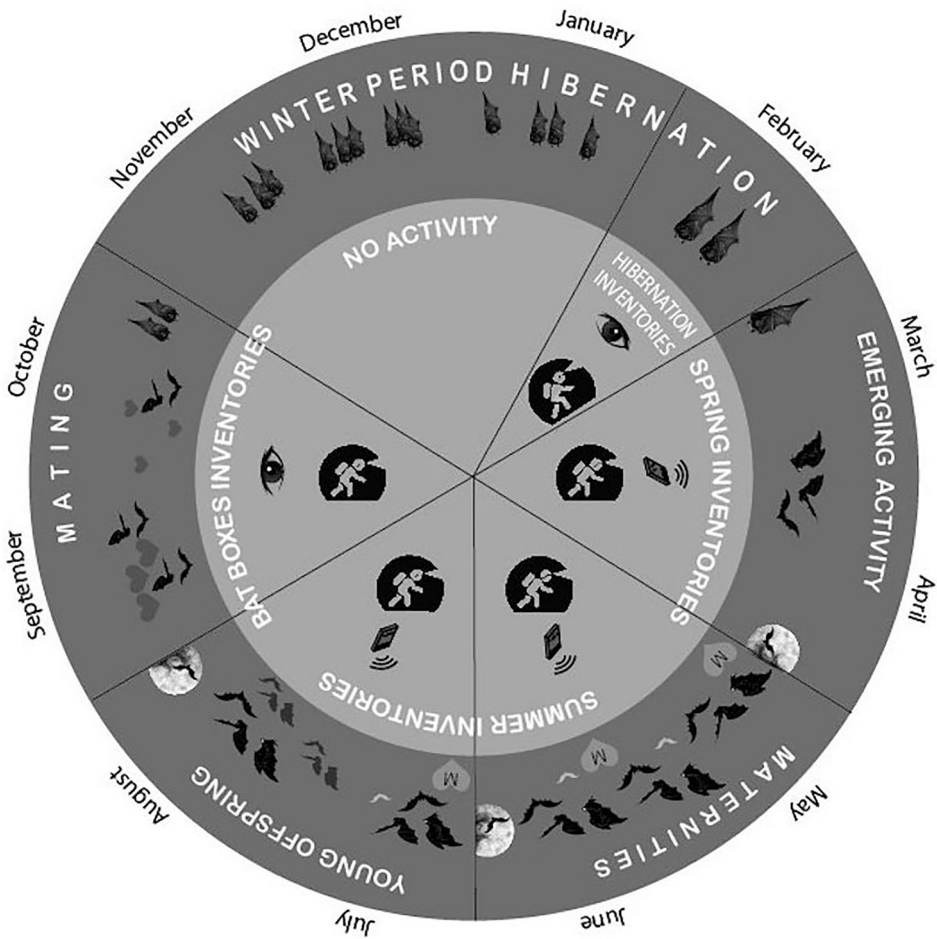 January
February
March
April
May
June
July
August
September
October
November
December
WINTER PERIOD HIBERNATION
EMERGING ACTIVITY
MATERNITIES
YOUNG OFFSPRING
MATING
NO ACTIVITY
HIBERNATION
INVENTORIES
SPRING INVENTORIES
SUMMER INVENTORIES
BAT BOXES INVENTORIES
M
M
M